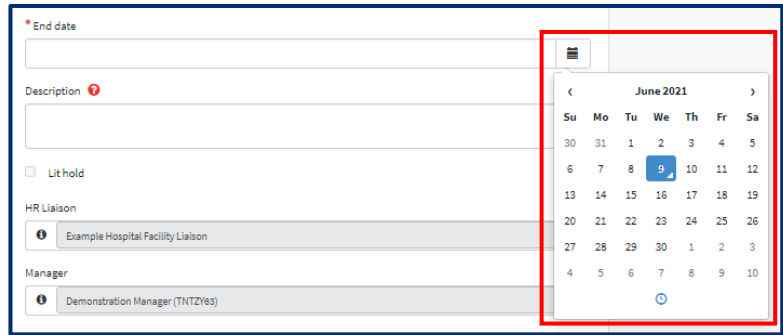 * End date
Description
Lit hold
HR Liaison
Example Hospital Facility Liaison
Manager
Demonstration Manager (TNTZY63)
‹ June 2021 ›
Su Mo Tu We Th Fr Sa
30 31 1 2 3 4 5
6 7 8 9 10 11 12
13 14 15 16 17 18 19
20 21 22 23 24 25 26
27 28 29 30 1 2 3
4 5 6 7 8 9 10